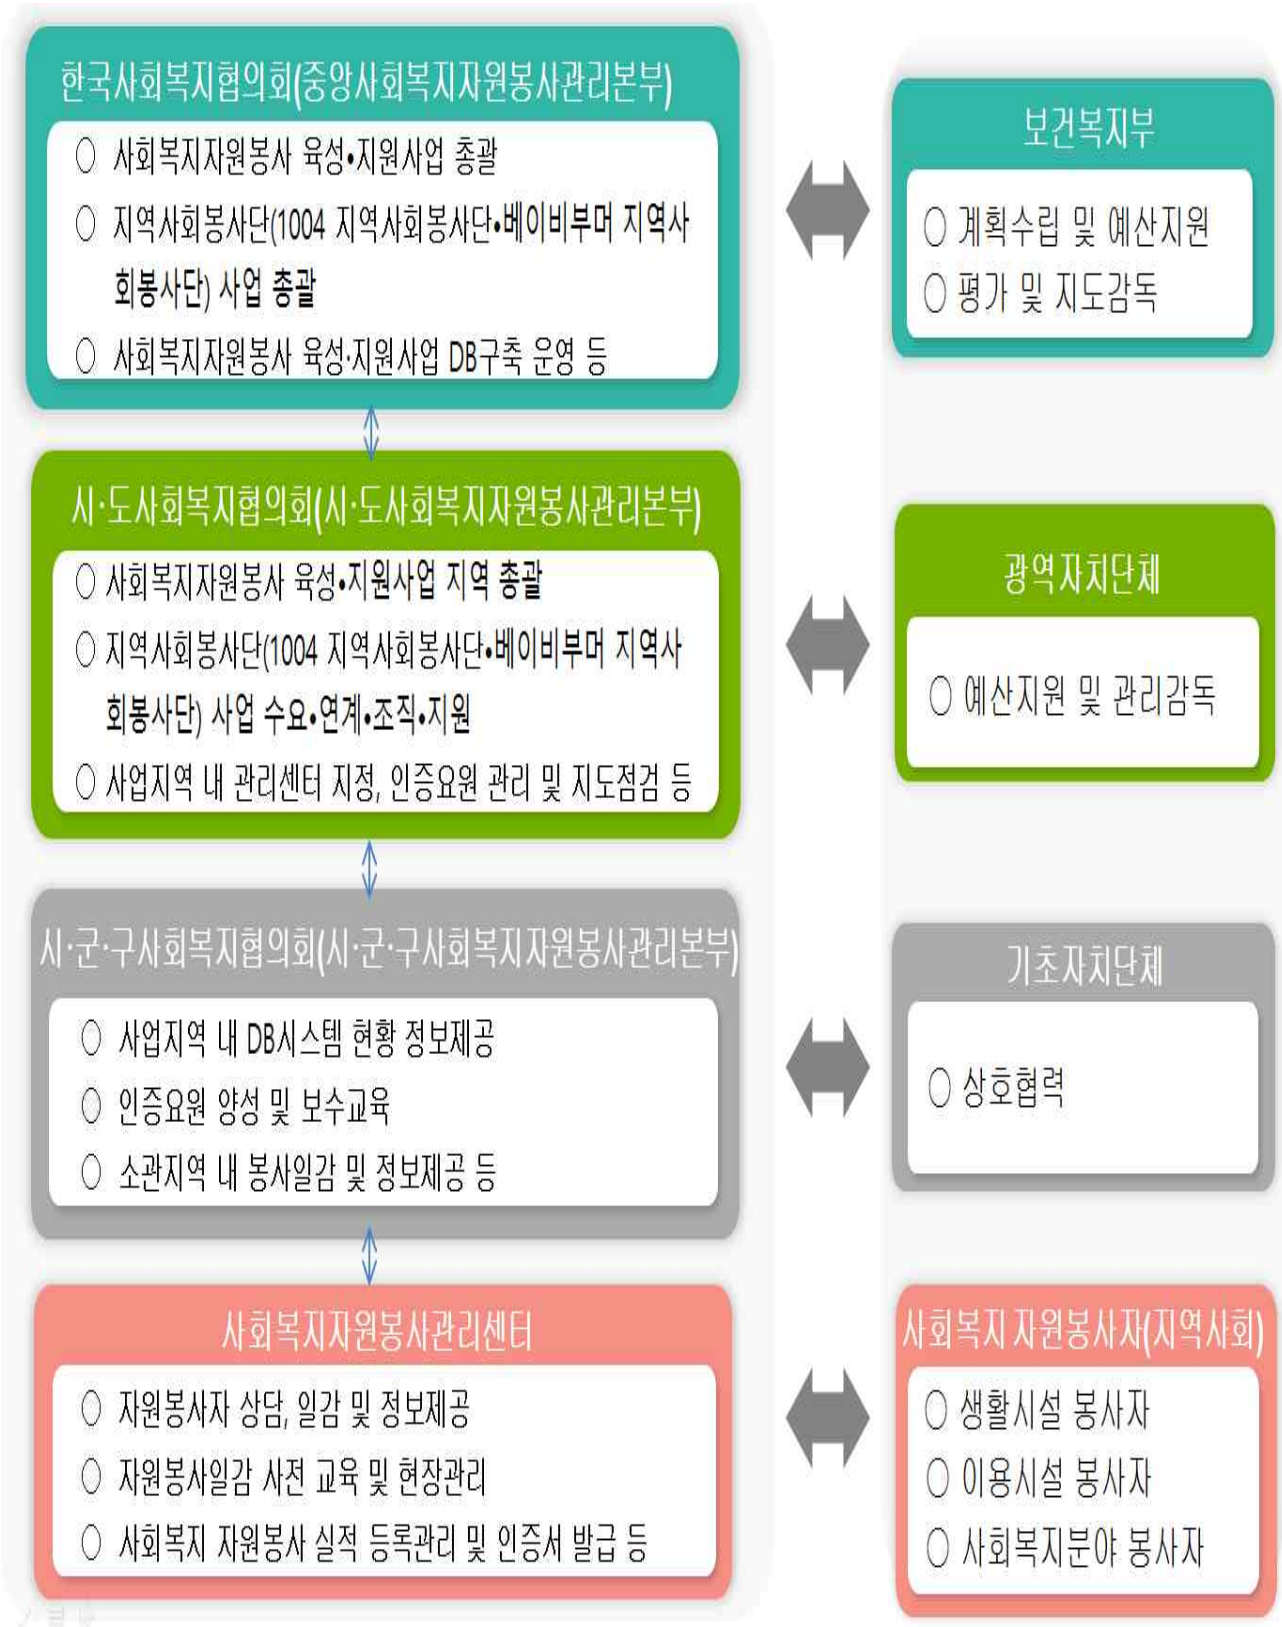 한국사회복지협의회(중앙사회복지자원봉사관리본부)
○ 사회복지자원봉사 육성•지원사업 총괄
○ 지역사회봉사단(1004 지역사회봉사단•베이비부머 지역사
회봉사단) 사업 총괄
○ 사회복지자원봉사 육성·지원사업 DB구축 운영 등
보건복지부
○ 계획수립 및 예산지원
○ 평가 및 지도감독
시·도사회복지협의회(시·도사회복지자원봉사관리본부)
○ 사회복지자원봉사 육성•지원사업 지역 총괄
○ 지역사회봉사단(1004 지역사회봉사단•베이비부머 지역사
회봉사단) 사업 수요•연계•조직•지원
○ 사업지역 내 관리센터 지정, 인증요원 관리 및 지도점검 등
광역자치단체
○ 예산지원 및 관리감독
시·군·구사회복지협의회(시·군·구사회복지자원봉사관리본부)
○ 사업지역 내 DB시스템 현황 정보제공
○ 인증요원 양성 및 보수교육
○ 소관지역 내 봉사일감 및 정보제공 등
기초자치단체
○ 상호협력
사회복지자원봉사관리센터
○ 자원봉사자 상담, 일감 및 정보제공
○ 자원봉사일감 사전 교육 및 현장관리
○ 사회복지 자원봉사 실적 등록관리 및 인증서 발급 등
사회복지 자원봉사자(지역사회)
○ 생활시설 봉사자
○ 이용시설 봉사자
○ 사회복지분야 봉사자